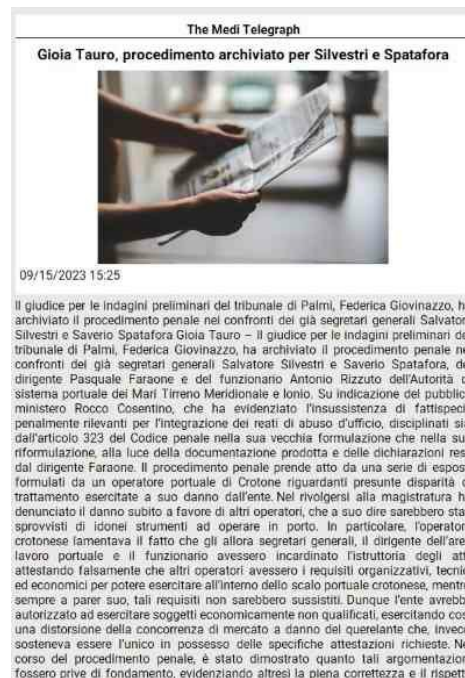 The Medi Telegraph
Gioia Tauro, procedimento archiviato per Silvestri e Spatafora
09/15/2023 15:25
Il giudice per le indagini preliminari del tribunale di Palmi, Federica Giovinazzo, h
archiviato il procedimento penale nei confronti dei già segretari generali Salvator
Silvestri e Saverio Spatafora Gioia Tauro – Il giudice per le indagini preliminari de
tribunale di Palmi, Federica Giovinazzo, ha archiviato il procedimento penale ne
confronti dei già segretari generali Salvatore Silvestri e Saverio Spatafora, de
dirigente Pasquale Faraone e del funzionario Antonio Rizzuto dell'Autorità d
sistema portuale dei Mari Tirreno Meridionale e Ionio. Su indicazione del pubblic
ministero Rocco Cosentino, che ha evidenziato l'insussistenza di fattispeci
penalmente rilevanti per l'integrazione dei reati di abuso d'ufficio, disciplinati si
dall'articolo 323 del Codice penale nella sua vecchia formulazione che nella su
riformulazione, alla luce della documentazione prodotta e delle dichiarazioni res
dal dirigente Faraone. Il procedimento penale prende atto da una serie di espos
formulati da un operatore portuale di Crotone riguardanti presunte disparità d
trattamento esercitate a suo danno dall'ente. Nel rivolgersi alla magistratura h
denunciato il danno subito a favore di altri operatori, che a suo dire sarebbero sta
sprovvisti di idonei strumenti ad operare in porto. In particolare, l'operator
crotonese lamentava il fatto che gli allora segretari generali, il dirigente dell'are
lavoro portuale e il funzionario avessero incardinato l'istruttoria degli att
attestando falsamente che altri operatori avessero i requisiti organizzativi, tecni
ed economici per potere esercitare all'interno dello scalo portuale crotonese, mentr
sempre a parer suo, tali requisiti non sarebbero sussistiti. Dunque l'ente avrebb
autorizzato ad esercitare soggetti economicamente non qualificati, esercitando cos
una distorsione della concorrenza di mercato a danno del querelante che, invec
sosteneva essere l'unico in possesso delle specifiche attestazioni richieste. Ne
corso del procedimento penale, è stato dimostrato quanto tali argomentazion
fossero prive di fondamento, evidenziando altresì la piena correttezza e il rispett